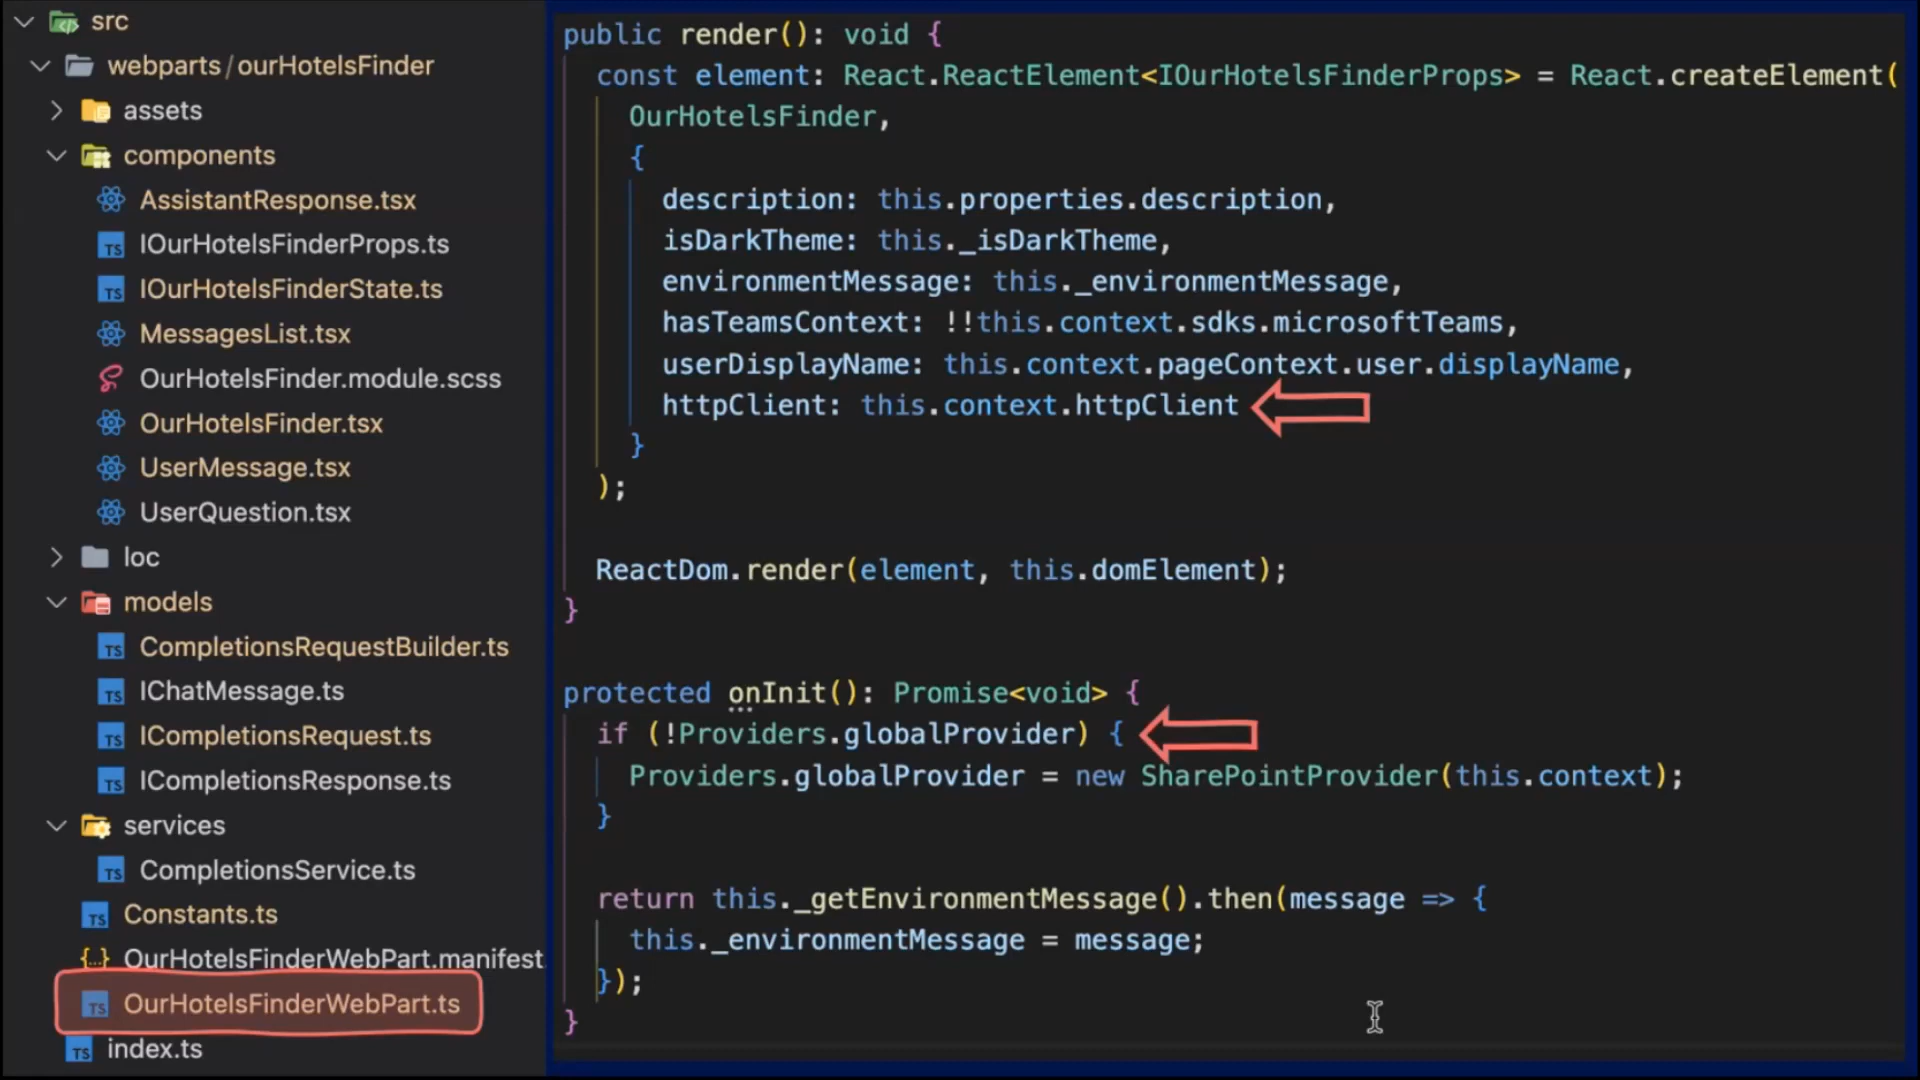 src
webparts/ourHotelsFinder
assets
components
AssistantResponse.tsx
IOurHotelsFinderProps.ts
IOurHotelsFinderState.ts
MessagesList.tsx
OurHotelsFinder.module.scss
OurHotelsFinder.tsx
UserMessage.tsx
UserQuestion.tsx
loc
models
CompletionsRequestBuilder.ts
IChatMessage.ts
ICompletionsRequest.ts
ICompletionsResponse.ts
services
CompletionsService.ts
Constants.ts
OurHotelsFinderWebPart.manifest.
OurHotelsFinderWebPart.ts
index.ts
public render(): void {
const element: React.ReactElement<IOurHotelsFinderProps> = React.createElement(
OurHotelsFinder,
{
description: this.properties.description,
isDarkTheme: this._isDarkTheme,
environmentMessage: this._environmentMessage,
hasTeamsContext: !!this.context.sdks.microsoftTeams,
userDisplayName: this.context.pageContext.user.displayName,
httpClient: this.context.httpClient
}
);
ReactDom.render(element, this.domElement);
}
protected onInit(): Promise<void> {
if (!Providers.globalProvider) {
Providers.globalProvider = new SharePointProvider(this.context);
}
return this._getEnvironmentMessage().then(message => {
this._environmentMessage = message;
});
}